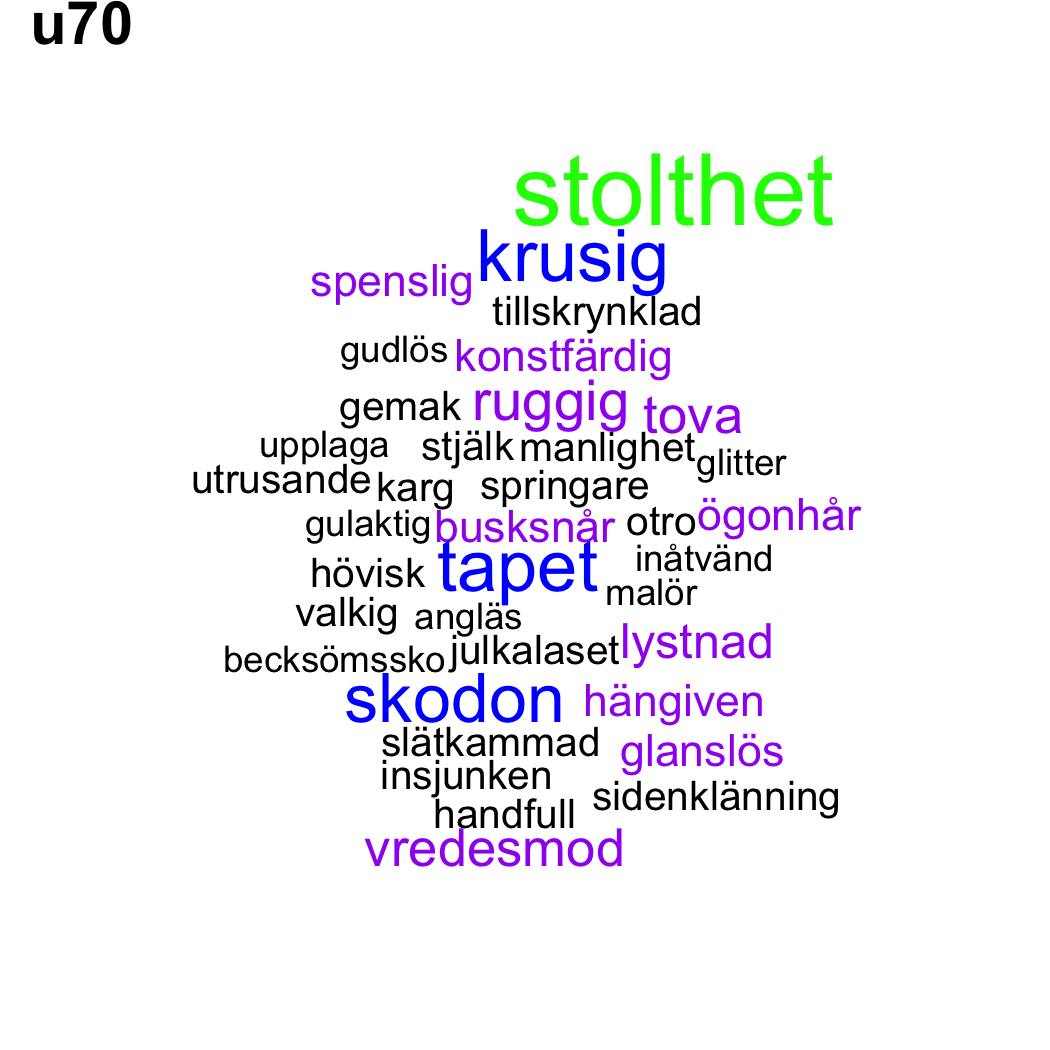 u70
stolthet
krusig
spenslig
tillskrynklad
gudlös konstfärdig
gemak ruggig tova
upplaga stjälk manlighet glitter
utrusande karg springare
gulaktig busksnår otro ögonhår
hövisk tapet inåtvänd
malör
valkig angläs
becksömssko julkalaset lystnad
skodon hängiven
slätkammad glanslös
insjunken
handfull sidenklänning
vredesmod